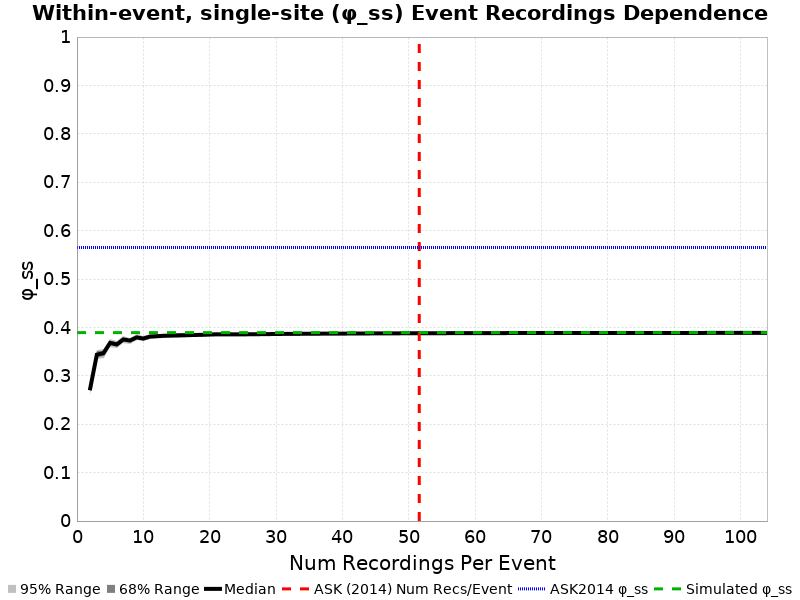 Within-event, single-site (φ_ss) Event Recordings Dependence
1
0.9
0.8
0.7
0.6
0.5
0.4
0.3
0.2
0.1
0
φ_ss
0 10 20 30 40 50 60 70 80 90 100
Num Recordings Per Event
95% Range 68% Range Median ASK (2014) Num Recs/Event ASK2014 φ_ss Simulated φ_ss